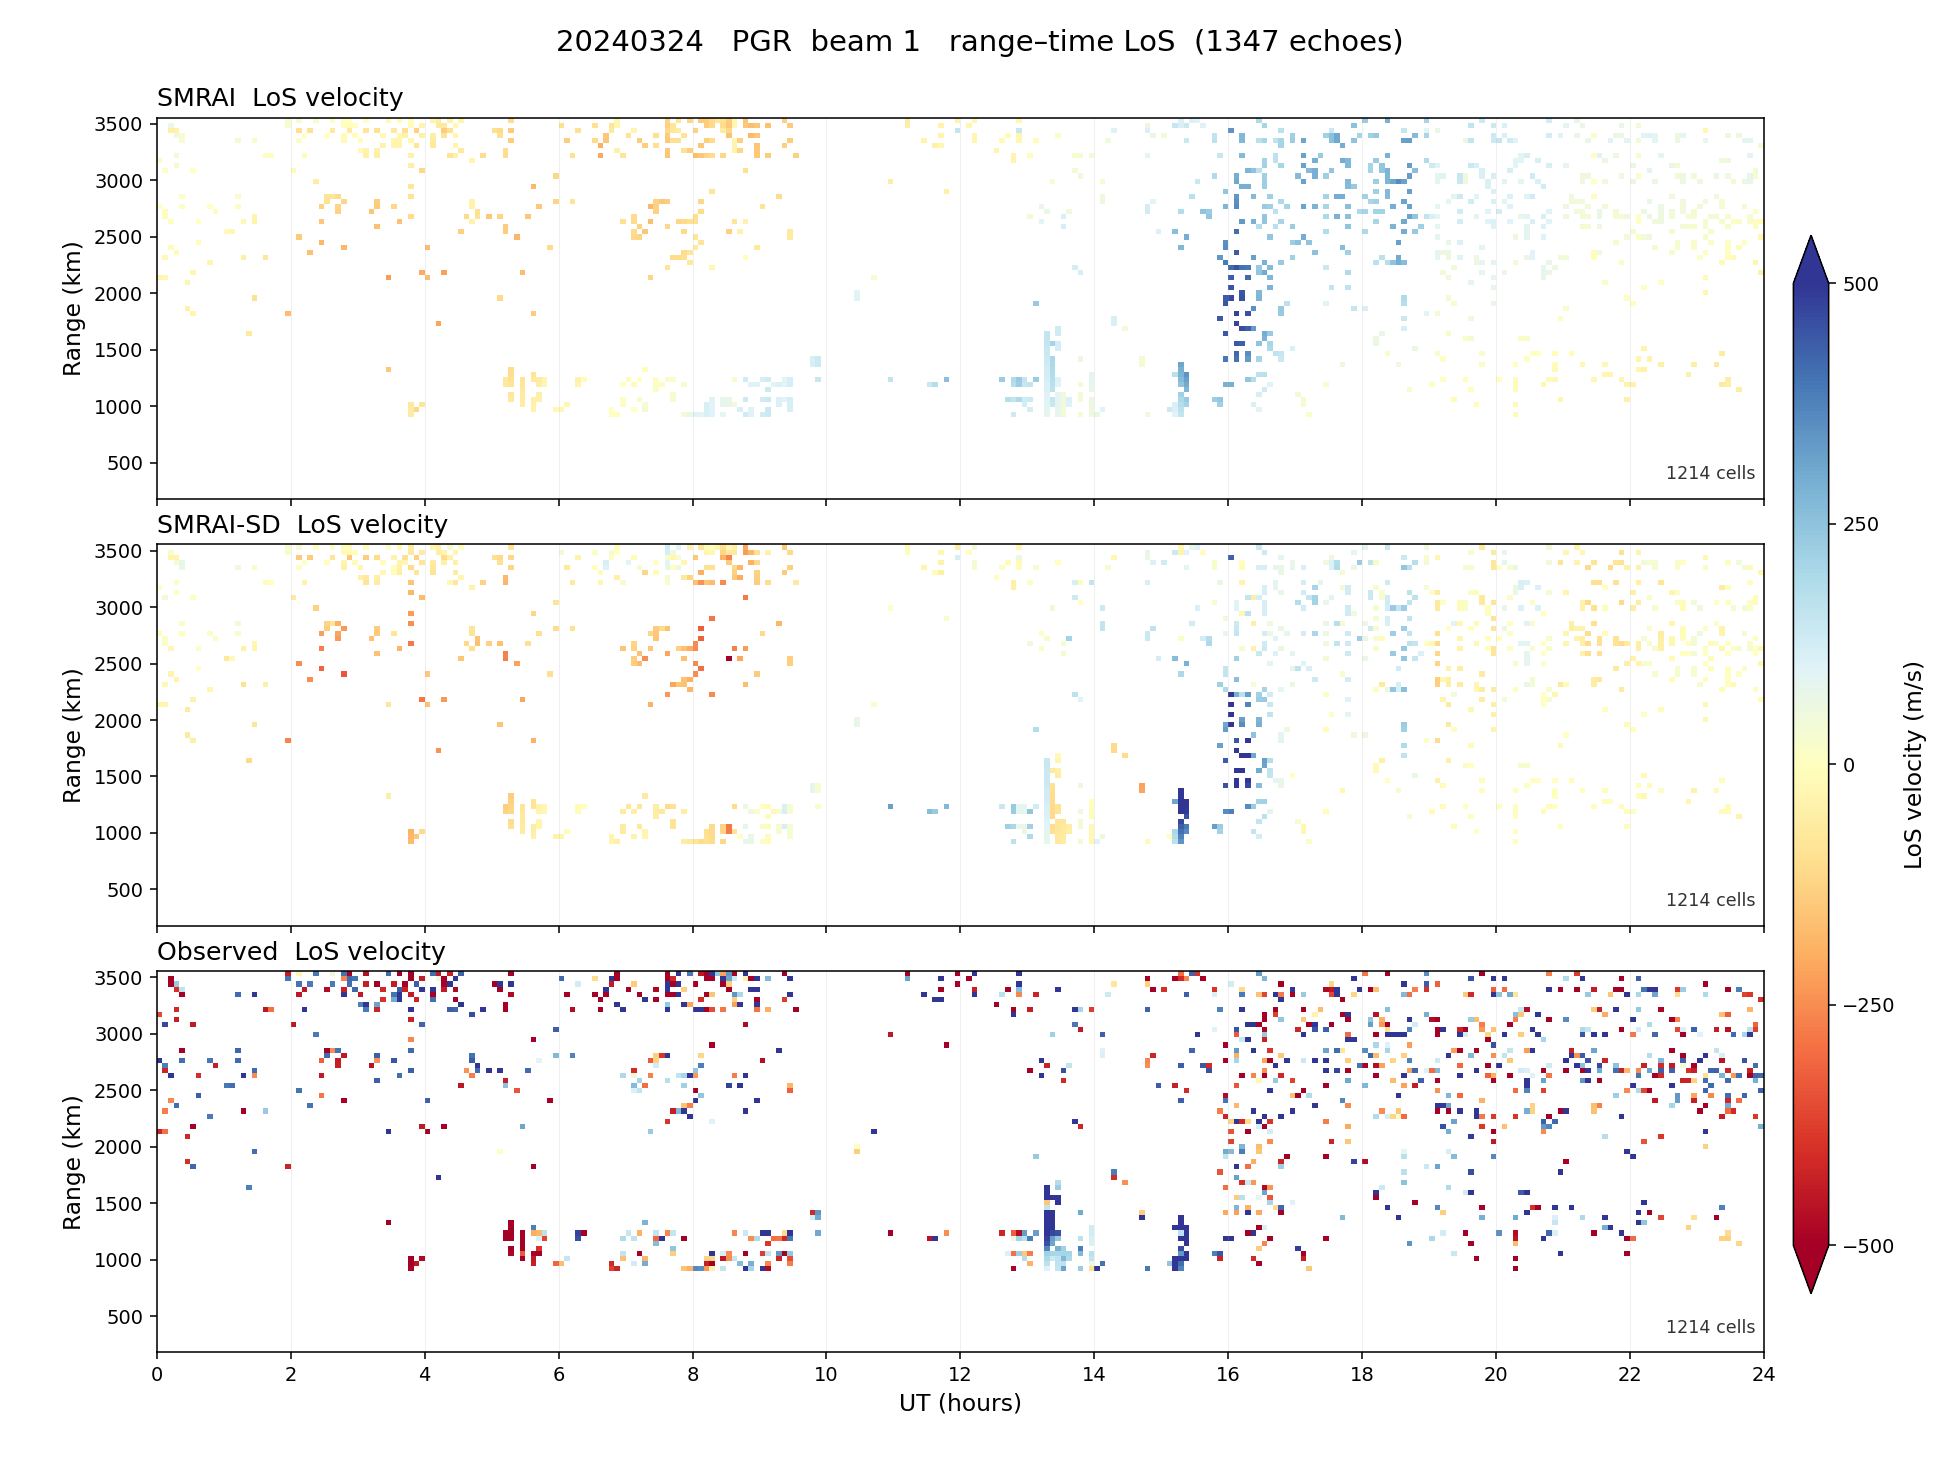 20240324   PGR  beam 1   range–time LoS  (1347 echoes)
SMRAI  LoS velocity
3500
3000
2500
2000
1500
1000
500
Range (km)
1214 cells
SMRAI-SD  LoS velocity
3500
3000
2500
2000
1500
1000
500
Range (km)
1214 cells
Observed  LoS velocity
3500
3000
2500
2000
1500
1000
500
Range (km)
1214 cells
0 2 4 6 8 10 12 14 16 18 20 22 24
UT (hours)
500
250
0
−250
−500
LoS velocity (m/s)